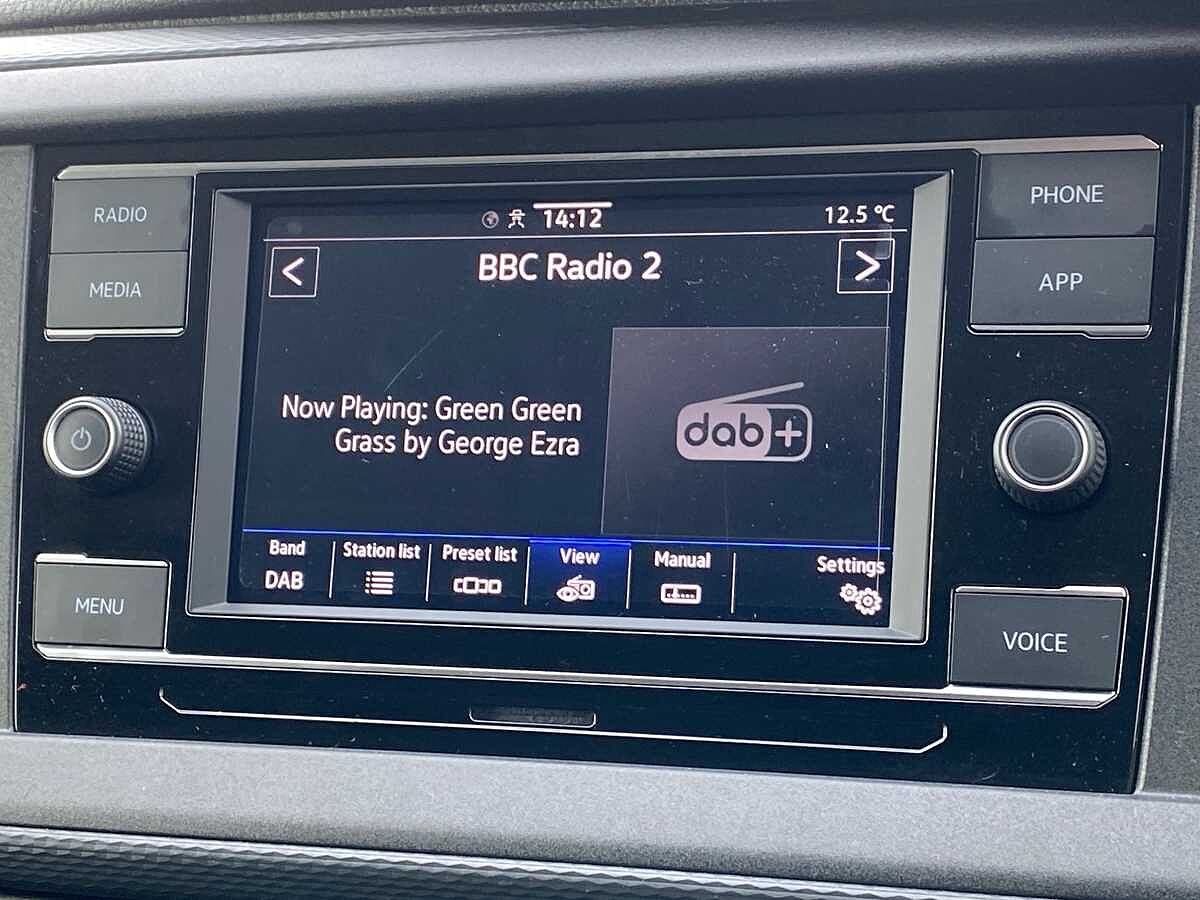 14:12
12.5 °C
RADIO
PHONE
MEDIA
APP
< BBC Radio 2 >
Now Playing: Green Green
Grass by George Ezra
dab+
Band
Station list
Preset list
View
Manual
Settings
DAB
MENU
VOICE